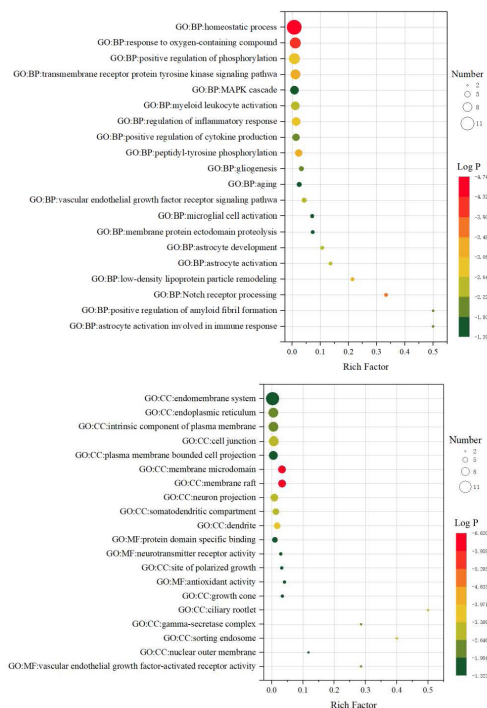 GO:BP:homeostatic process
GO:BP:response to oxygen-containing compound
GO:BP:positive regulation of phosphorylation
GO:BP:transmembrane receptor protein tyrosine kinase signaling pathwa
GO:BP:MAPK cascade
GO:BP:myeloid leukocyte activation
GO:BP:regulation of inflammatory response
GO:BP:positive regulation of cytokine production
GO:BP:peptidyl-tyrosine phosphorylation
GO:BP:gliogenesis
GO:BP:aging
GO:BP:vascular endothelial growth factor receptor signaling pathwa
GO:BP:microglial cell activation
GO:BP:membrane protein ectodomain proteolysis
GO:BP:astrocyte development
GO:BP:astrocyte activation
GO:BP:low-density lipoprotein particle remodeling
GO:BP:Notch receptor processing
GO:BP:positive regulation of amyloid fibril formation
GO:BP:astrocyte activation involved in immune response
0.0 0.1 0.2 0.3 0.4 0.5
Rich Factor
Number
2
5
8
11
Log P
GO:CC:endomembrane system
GO:CC:endoplasmic reticulum
GO:CC:intrinsic component of plasma membrane
GO:CC:cell junction
GO:CC:plasma membrane bounded cell projection
GO:CC:membrane microdomain
GO:CC:membrane raft
GO:CC:neuron projection
GO:CC:somatodendritic compartment
GO:CC:dendrite
GO:MF:protein domain specific binding
GO:MF:neurotransmitter receptor activity
GO:CC:site of polarized growth
GO:MF:antioxidant activity
GO:CC:growth cone
GO:CC:ciliary rootlet
GO:CC:gamma-secretase complex
GO:CC:sorting endosome
GO:CC:nuclear outer membrane
GO:MF:vascular endothelial growth factor-activated receptor activity
0.0 0.1 0.2 0.3 0.4 0.5
Rich Factor
Number
2
5
8
11
Log P